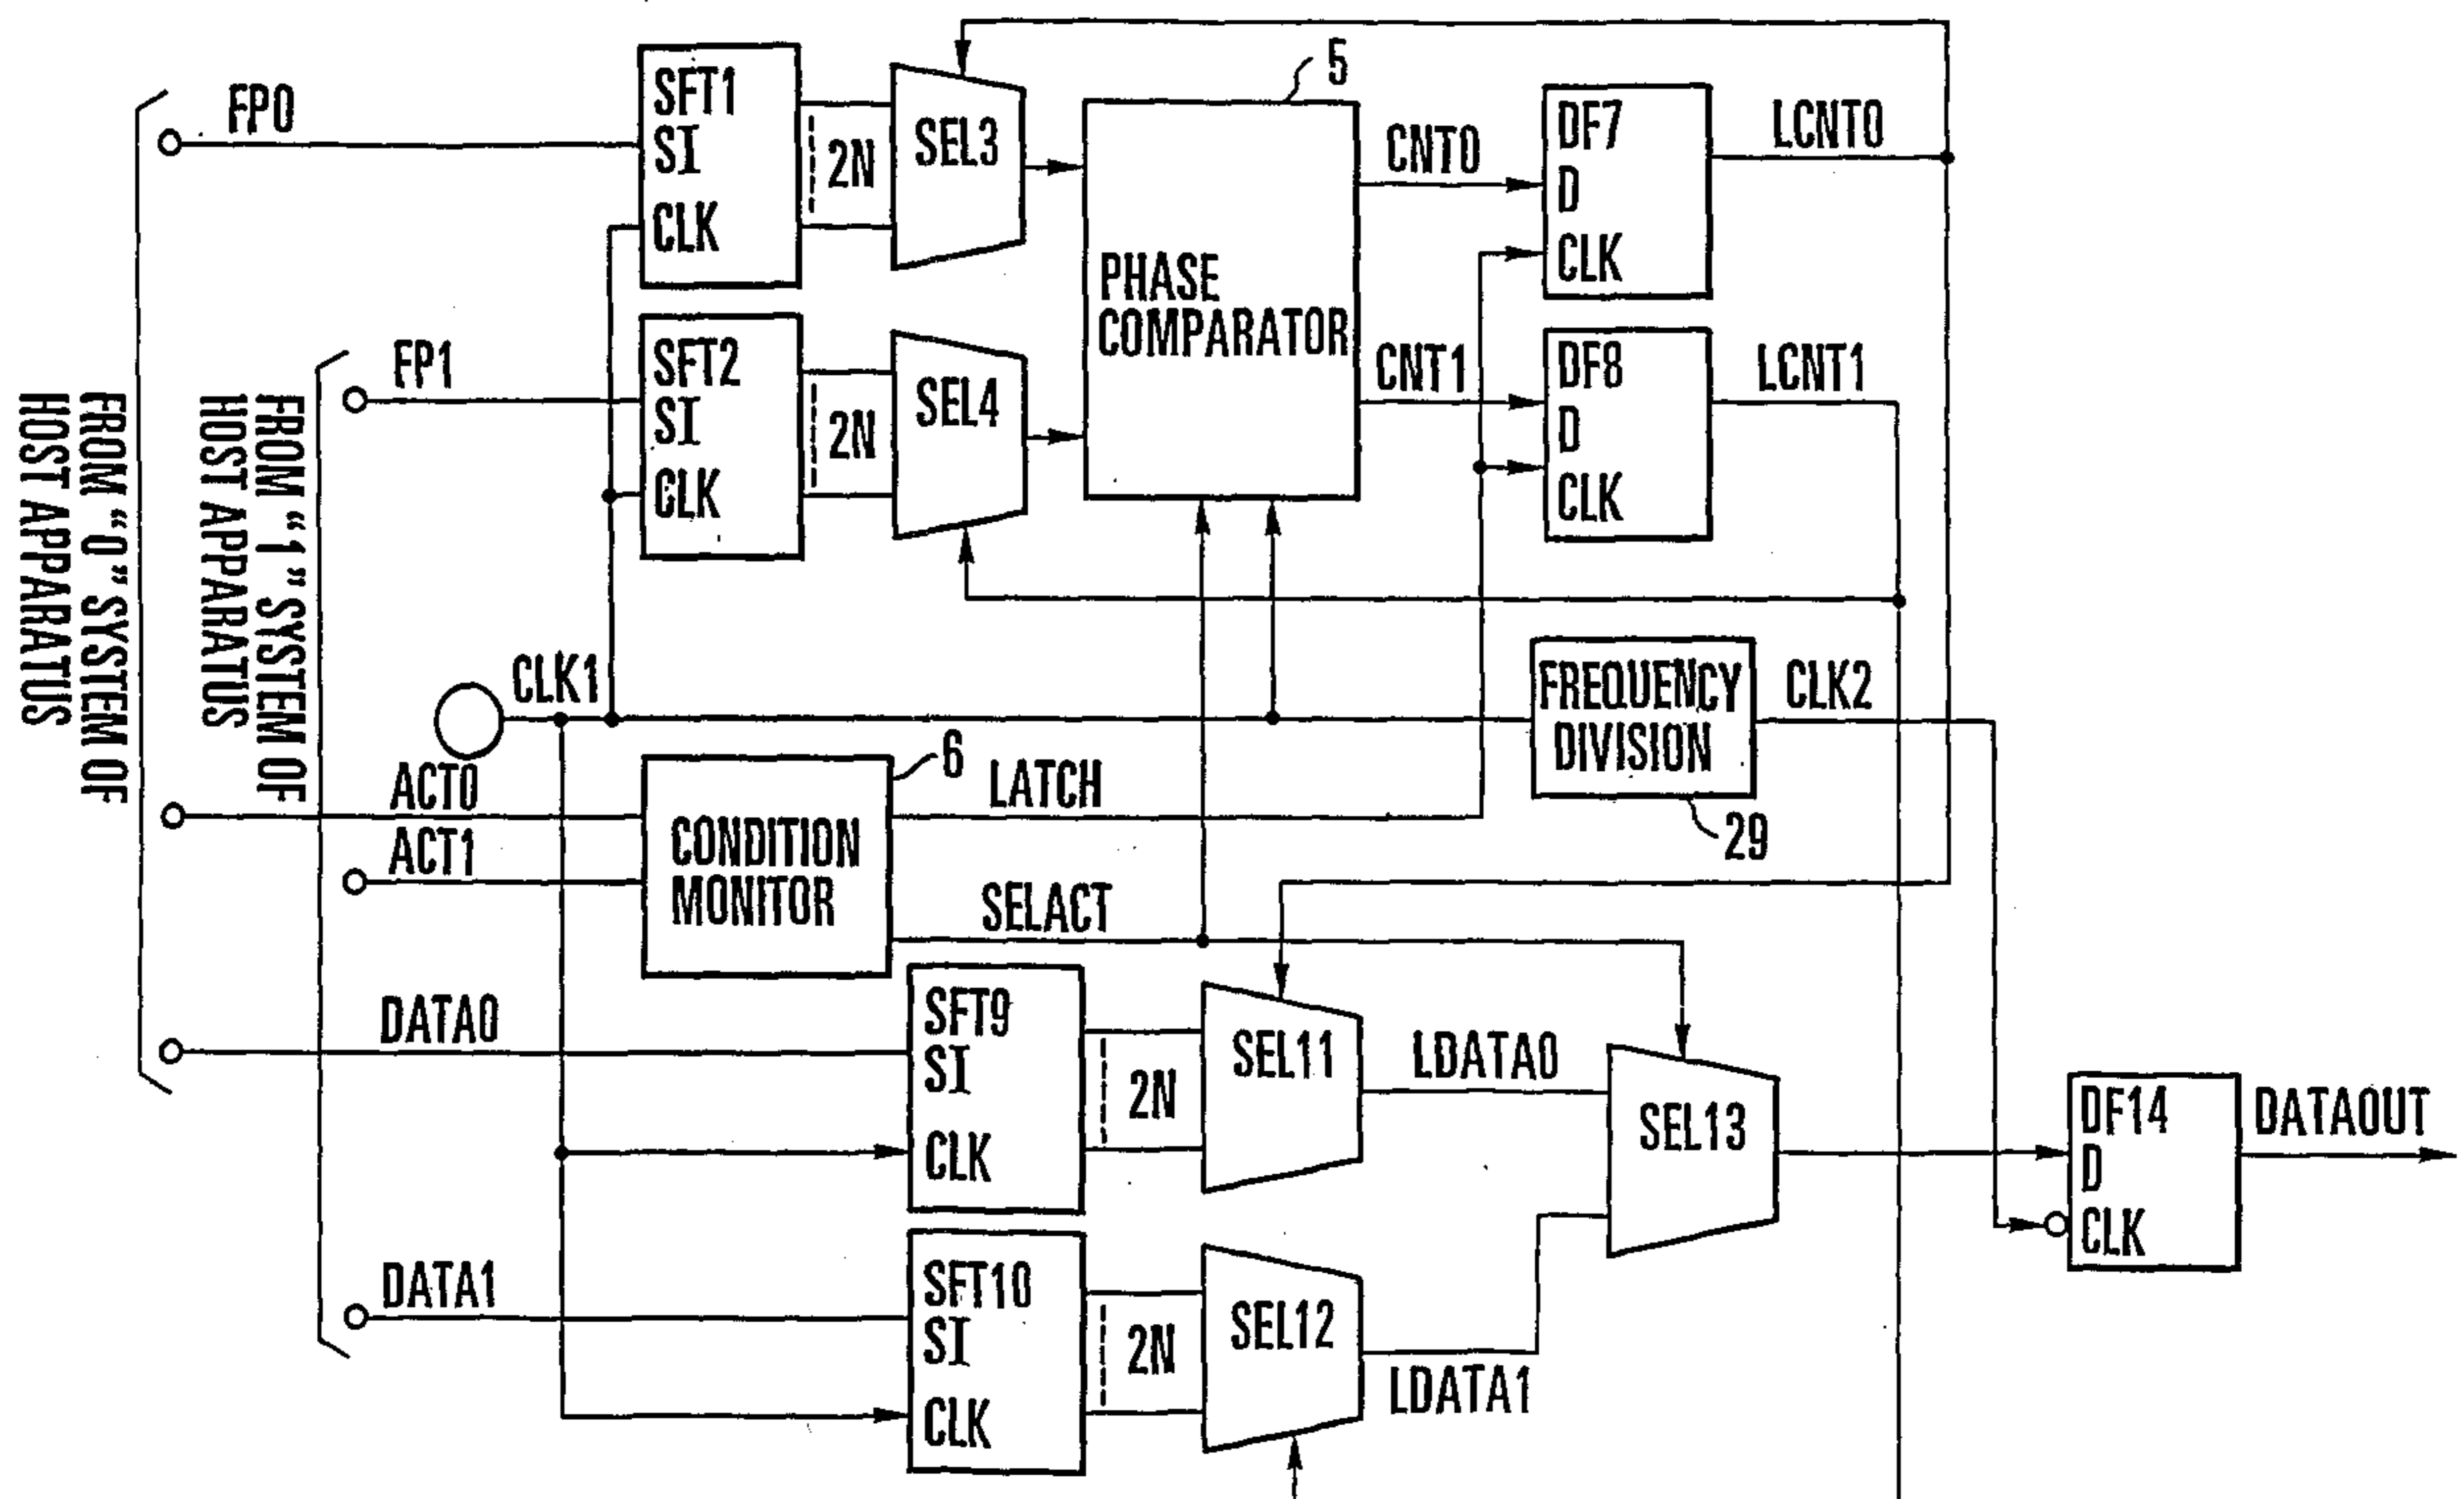 FROM “0” SYSTEM OF
HOST APPARATUS
FROM “1” SYSTEM OF
HOST APPARATUS
FP0
SFT1
SI
CLK
2N
SEL3
5
PHASE
COMPARATOR
CNT0
DF7
D
CLK
LCNT0
FP1
SFT2
SI
CLK
2N
SEL4
CNT1
DF8
D
CLK
LCNT1
CLK1
FREQUENCY
DIVISION
29
CLK2
ACT0
ACT1
CONDITION
MONITOR
6
LATCH
SELACT
DATA0
SFT9
SI
CLK
2N
SEL11
LDATA0
SEL13
DF14
D
CLK
DATAOUT
DATA1
SFT10
SI
CLK
2N
SEL12
LDATA1